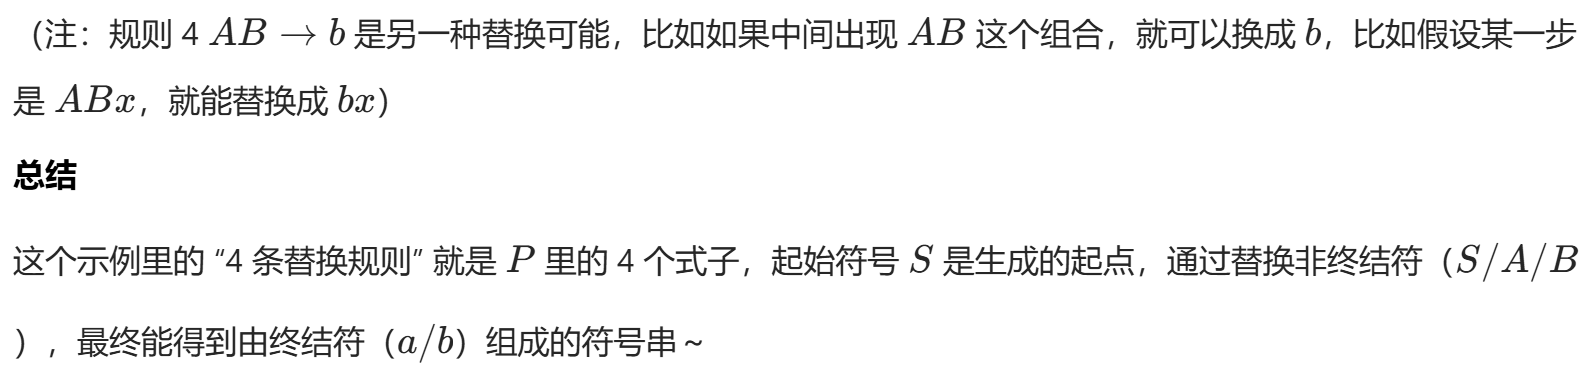 （注：规则 4 AB → b 是另一种替换可能，比如如果中间出现 AB 这个组合，就可以换成 b，比如假设某一步
是 ABx，就能替换成 bx）
总结
这个示例里的 “4 条替换规则” 就是 P 里的 4 个式子，起始符号 S 是生成的起点，通过替换非终结符（S/A/B
），最终能得到由终结符（a/b）组成的符号串～